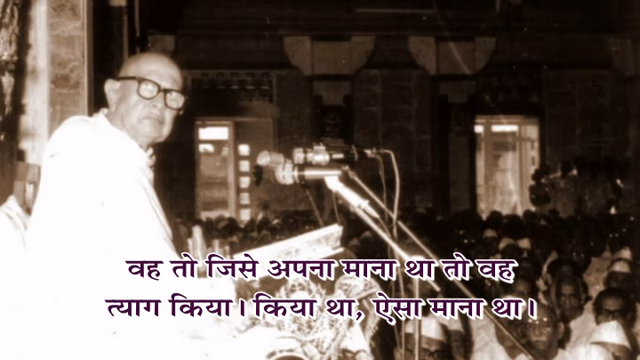 वह तो जिसे अपना माना था तो वह
त्याग किया। किया था, ऐसा माना था।